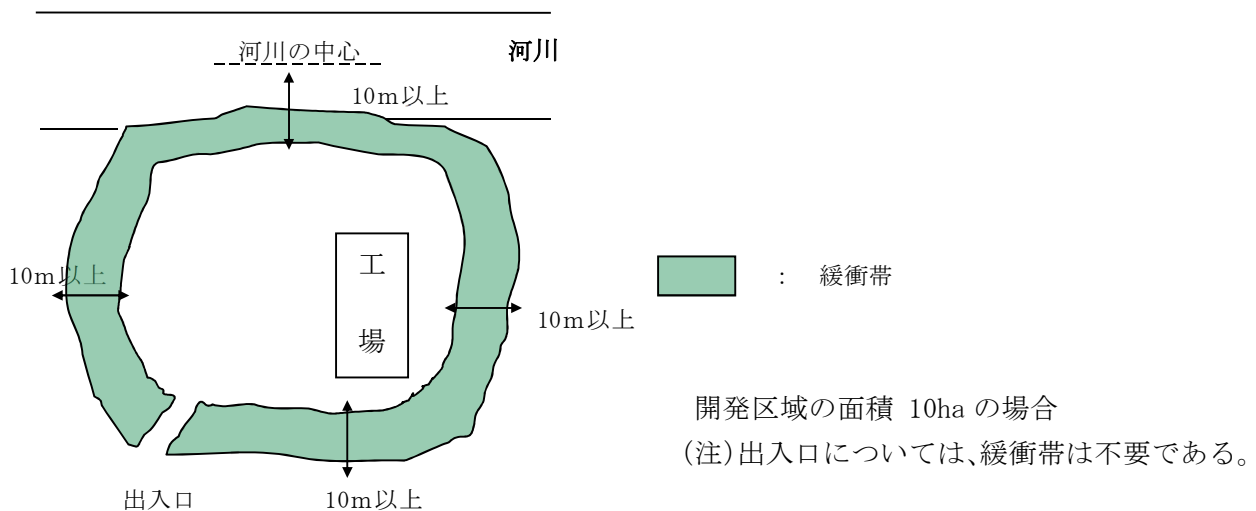 河川の中心
河川
10m以上
10m以上
工場
： 緩衝帯
10m以上
開発区域の面積 10ha の場合
(注)出入口については、緩衝帯は不要である。
出入口
10m以上